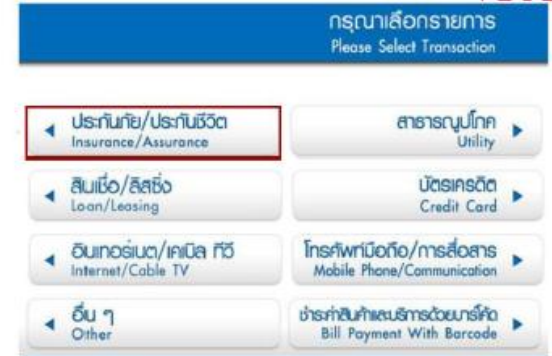 กรุณาเลือกรายการ
Please Select Transaction
ประกันภัย/ประกันชีวิต
Insurance/Assurance
สาธารณูปโภค
Utility
สินเชื่อ/ลิสซิ่ง
Loan/Leasing
บัตรเครดิต
Credit Card
อินเทอร์เนต/เคเบิล ทีวี
Internet/Cable TV
โทรศัพท์มือถือ/การสื่อสาร
Mobile Phone/Communication
อื่น ๆ
Other
ชำระค่าสินค้าและบริการด้วยบาร์โค้ด
Bill Payment With Barcode